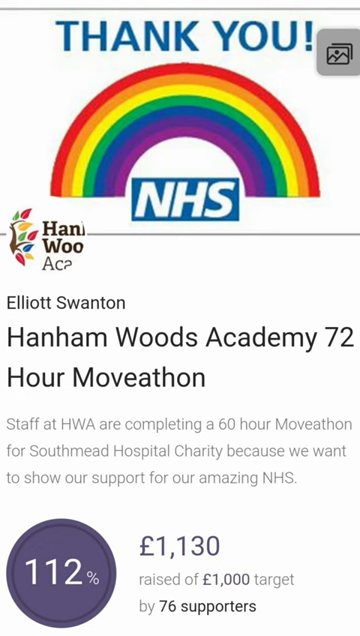 THANK YOU!
NHS
Han
Woo
Elliott Swanton
Hanham Woods Academy 72
Hour Moveathon
Staff at HWA are completing a 60 hour Moveathon
for Southmead Hospital Charity because we want
to show our support for our amazing NHS.
112%
£1,130
raised of £1,000 target
by 76 supporters